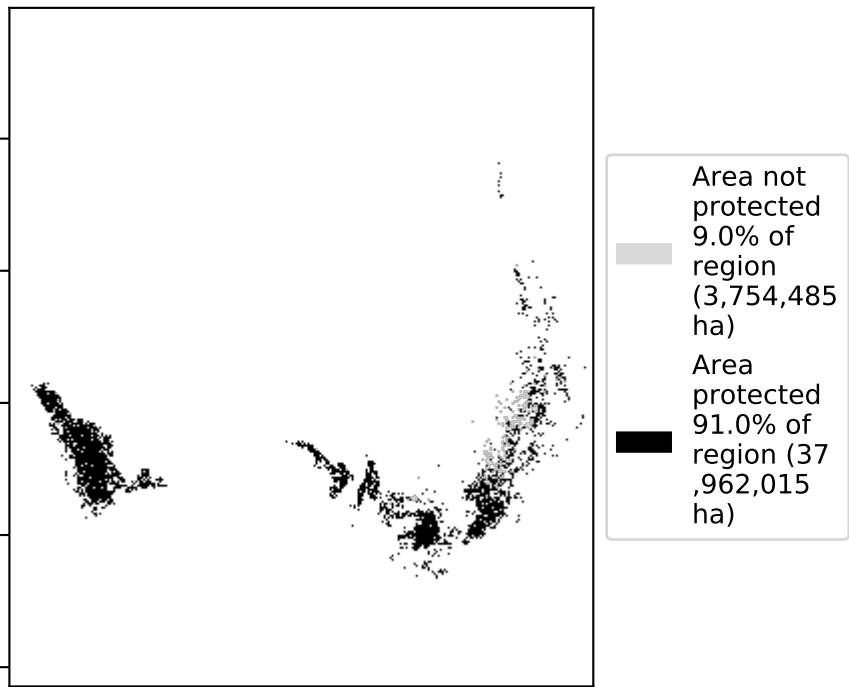 Area not
protected
9.0% of
region
(3,754,485
ha)
Area
protected
91.0% of
region (37
,962,015
ha)